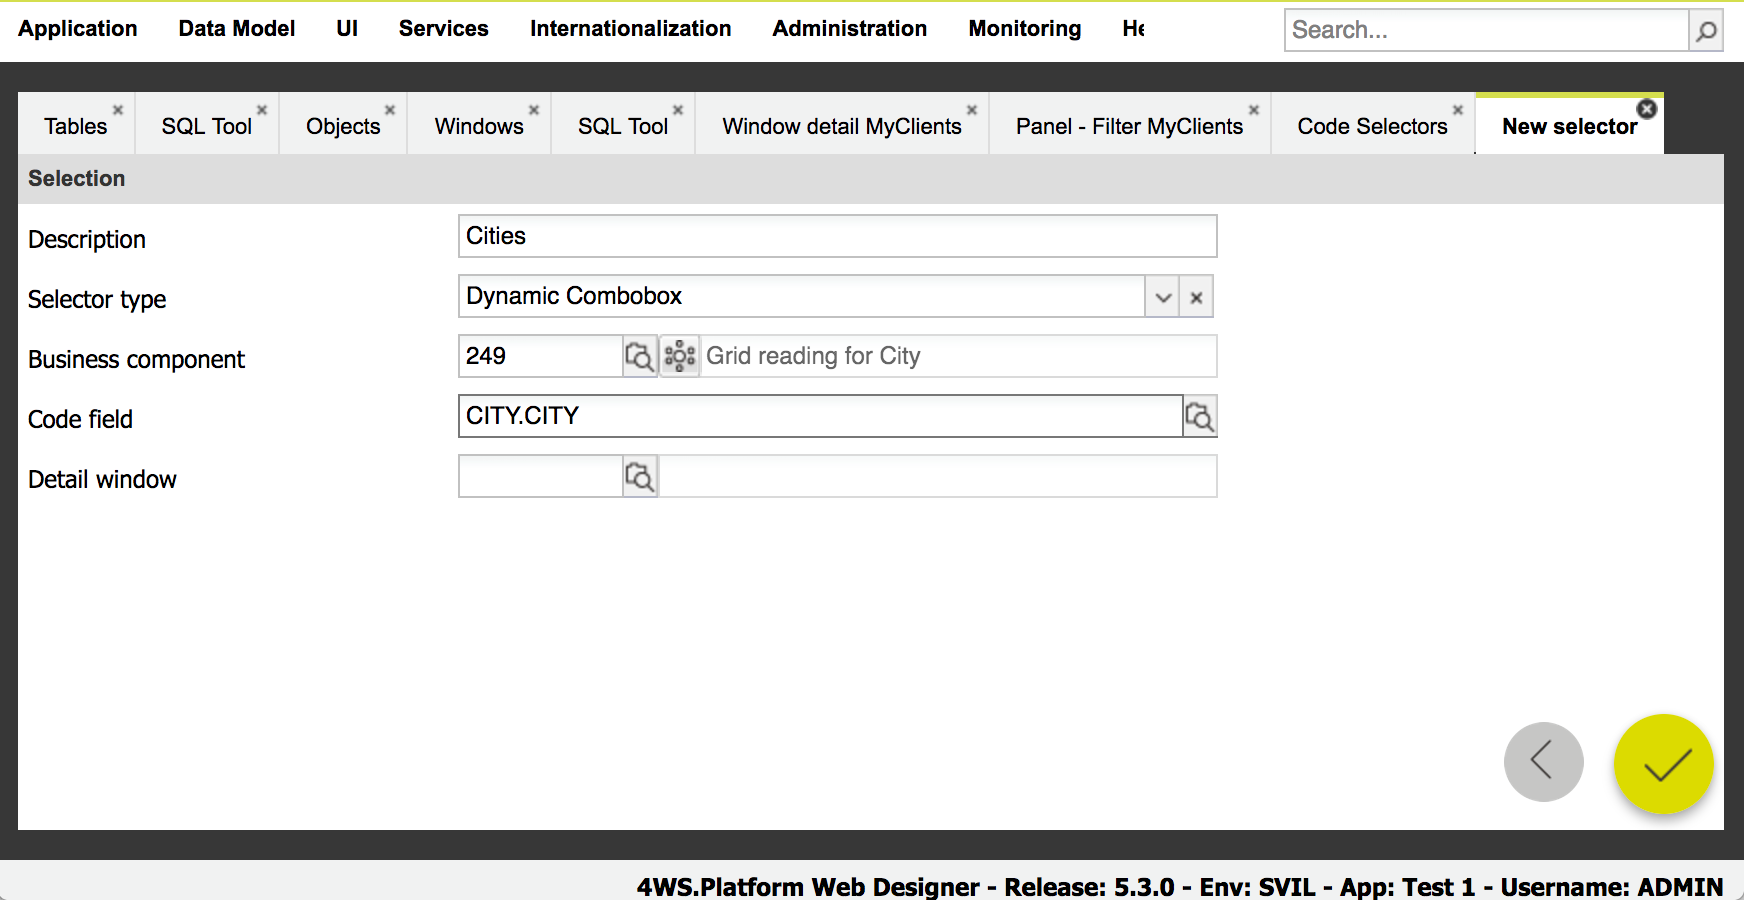 Application Data Model UI Services Internationalization Administration Monitoring Search...
Tables SQL Tool Objects Windows SQL Tool Window detail MyClients Panel - Filter MyClients Code Selectors New selector
Selection
Description Cities
Selector type Dynamic Combobox
Business component 249 Grid reading for City
Code field CITY.CITY
Detail window
4WS.Platform Web Designer - Release: 5.3.0 - Env: SVIL - App: Test 1 - Username: ADMIN